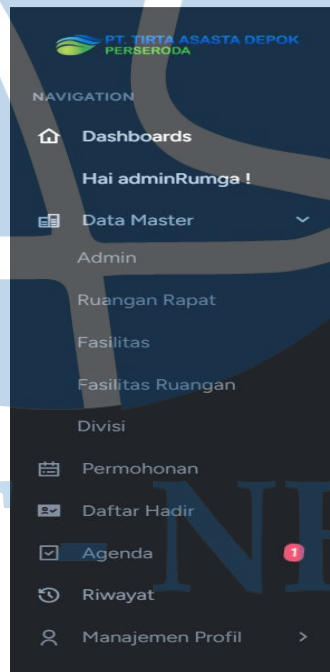 PT. TIRTA ASASTA DEPOK
PERSERODA
NAVIGATION
Dashboards
Hai adminRumga !
Data Master
Admin
Ruangan Rapat
Fasilitas
Fasilitas Ruangan
Divisi
Permohonan
Daftar Hadir
Agenda 1
Riwayat
Manajemen Profil